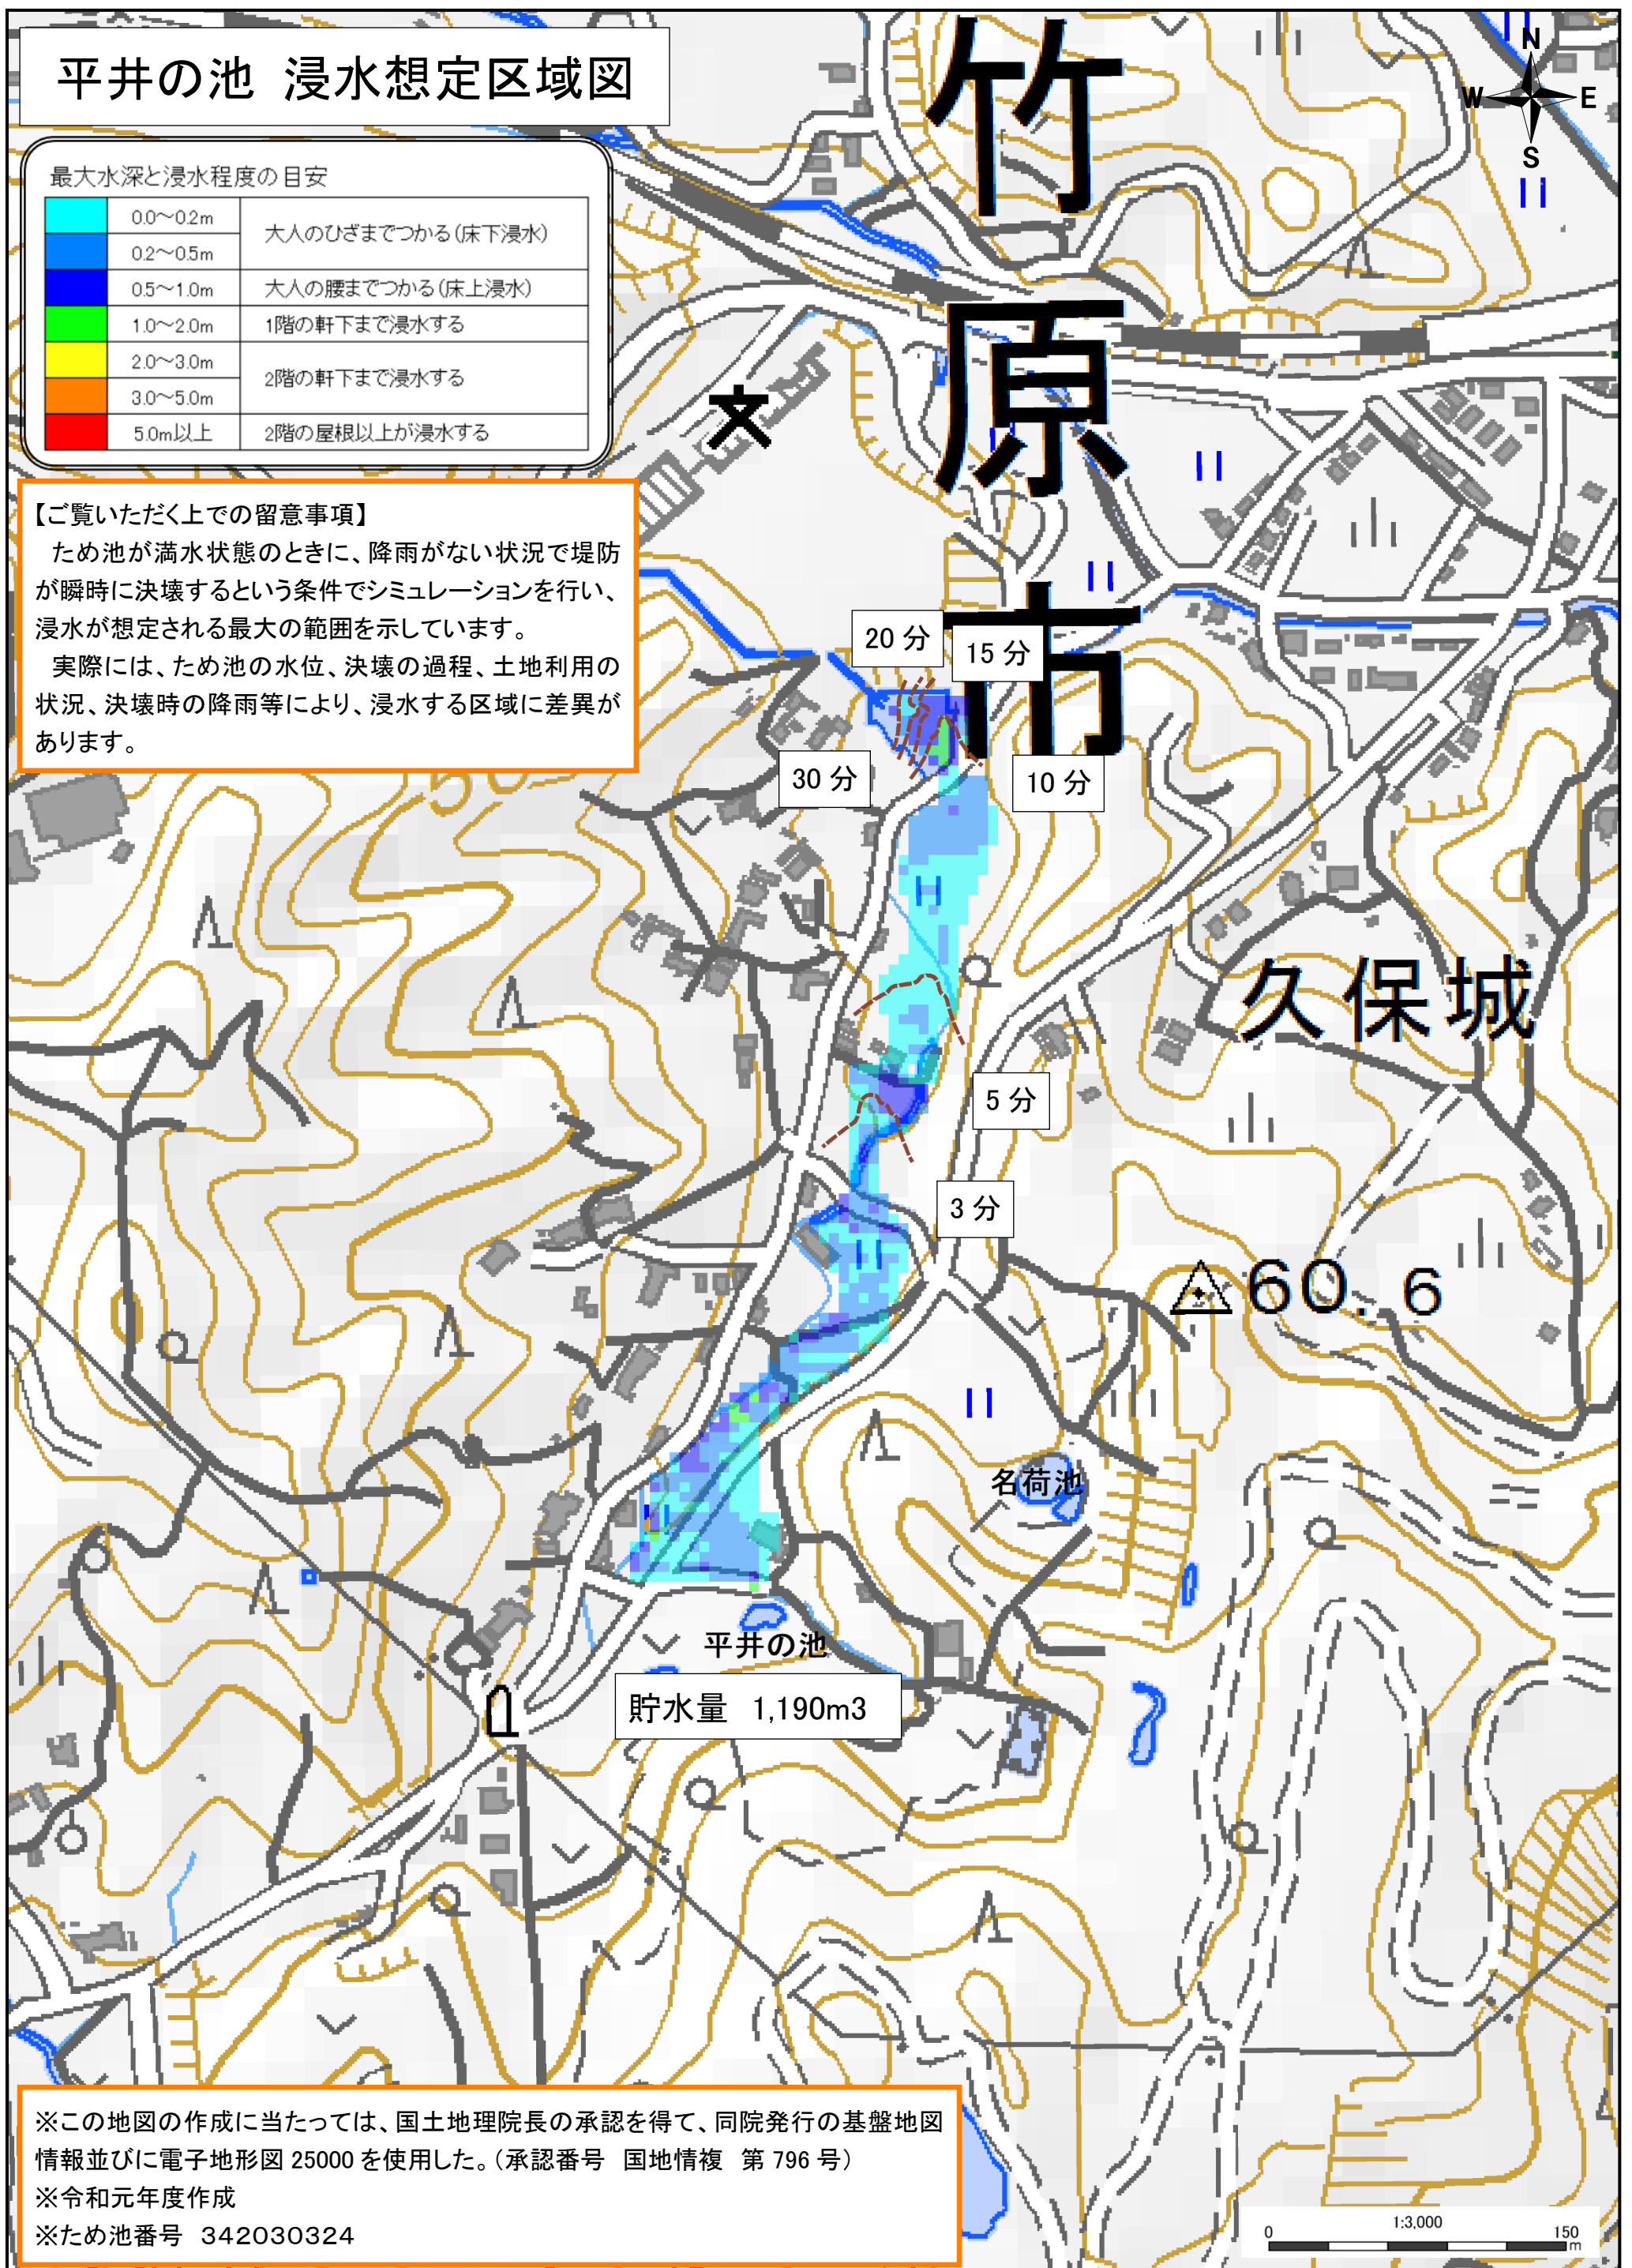 平井の池 浸水想定区域図
竹原市
N
W E
S
最大水深と浸水程度の目安
0.0～0.2m
大人のひざまでつかる(床下浸水)
0.2～0.5m
0.5～1.0m 大人の腰までつかる(床上浸水)
1.0～2.0m 1階の軒下まで浸水する
2.0～3.0m
2階の軒下まで浸水する
3.0～5.0m
5.0m以上 2階の屋根以上が浸水する
【ご覧いただく上での留意事項】
ため池が満水状態のときに、降雨がない状況で堤防
が瞬時に決壊するという条件でシミュレーションを行い、
浸水が想定される最大の範囲を示しています。
実際には、ため池の水位、決壊の過程、土地利用の
状況、決壊時の降雨等により、浸水する区域に差異が
あります。
20 分
15 分
30 分
10 分
50
久保城
5 分
3 分
60.6
名荷池
平井の池
貯水量 1,190m3
※この地図の作成に当たっては、国土地理院長の承認を得て、同院発行の基盤地図
情報並びに電子地形図 25000 を使用した。(承認番号 国地情複 第 796 号)
※令和元年度作成
※ため池番号 342030324
1:3,000
0 150
m